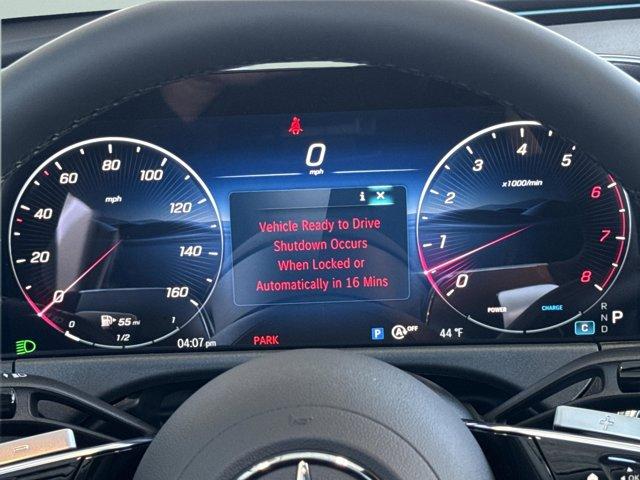 0
mph
i ×
Vehicle Ready to Drive
Shutdown Occurs
When Locked or
Automatically in 16 Mins
mph
0
20
40
60
80
100
120
140
160
0 1/2 1
55 mi
04:07 pm
PARK
P
A OFF
44 °F
x1000/min
0
1
2
3
4
5
6
7
8
POWER
CHARGE
C
R
N
D
P
+
OK